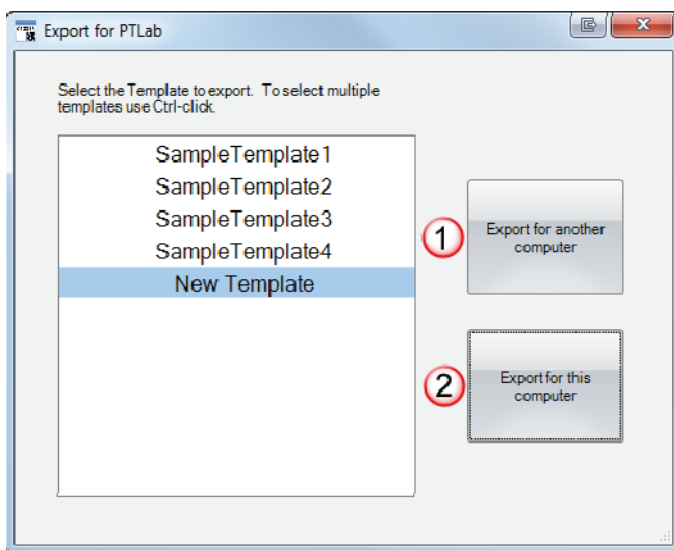 Export for PTLab
Select the Template to export. To select multiple
templates use Ctrl-click.
SampleTemplate1
SampleTemplate2
SampleTemplate3
SampleTemplate4
New Template
1
Export for another
computer
2
Export for this
computer